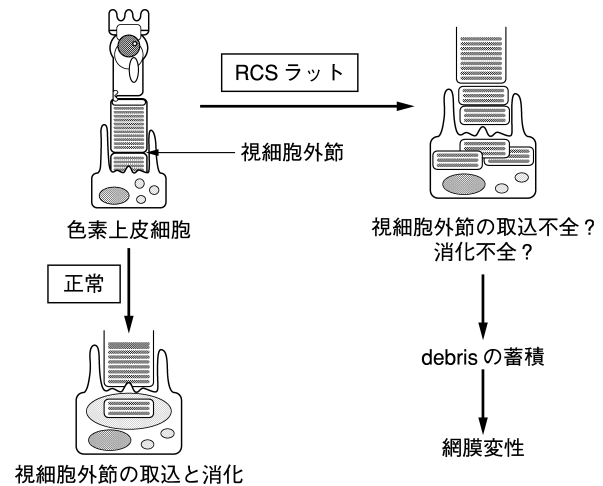 RCS ラット
視細胞外節
色素上皮細胞
正常
視細胞外節の取込と消化
視細胞外節の取込不全？
消化不全？
debris の蓄積
網膜変性